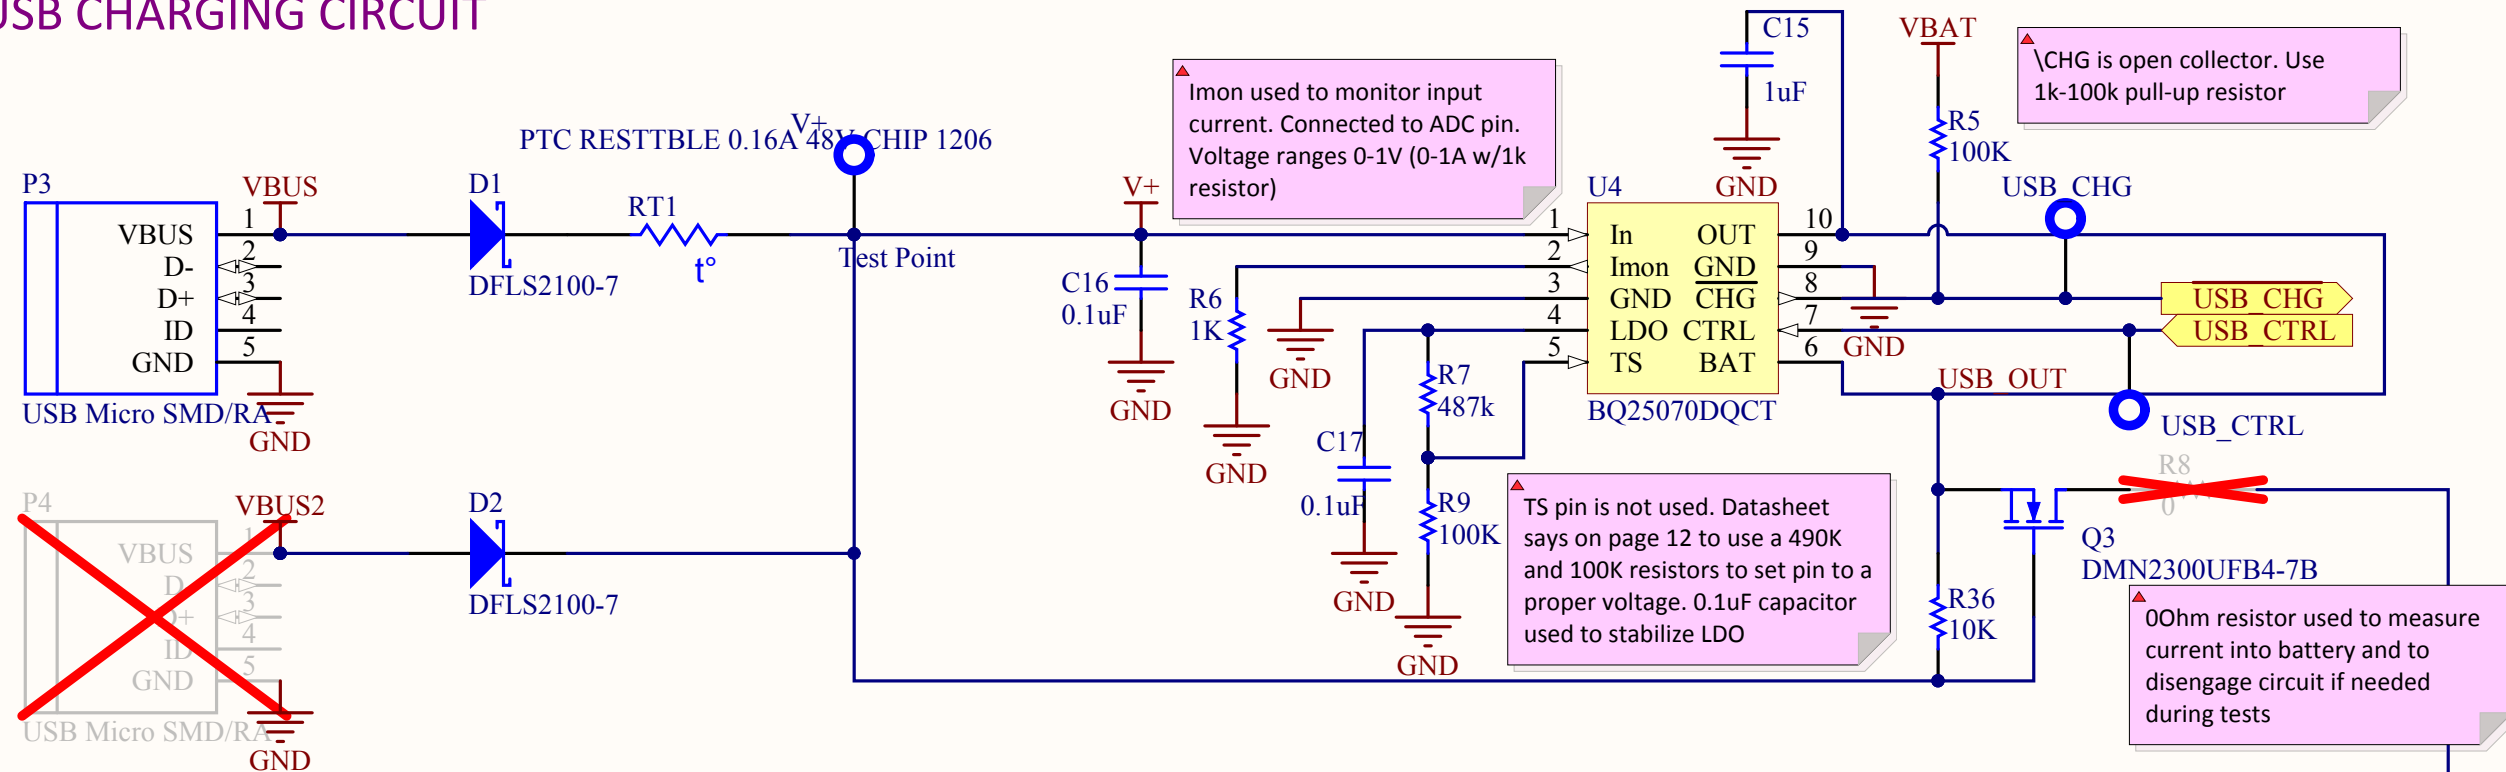 USB CHARGING CIRCUIT
C15
1uF
GND
VBAT
R5
100K
\CHG is open collector. Use
1k-100k pull-up resistor
Imon used to monitor input
current. Connected to ADC pin.
Voltage ranges 0-1V (0-1A w/1k
resistor)
V+
PTC RESTTBLE 0.16A 48V CHIP 1206
Test Point
P3
VBUS
VBUS 1
D- 2
D+ 3
ID 4
GND 5
USB Micro SMD/RA
GND
D1
DFLS2100-7
RT1
t°
V+
C16
0.1uF
GND
R6
1K
GND
GND
U4
1 In OUT 10
2 Imon GND 9
3 GND CHG 8
4 LDO CTRL 7
5 TS BAT 6
BQ25070DQCT
GND
USB_CHG
USB_CHG
USB_CTRL
USB_OUT
USB_CTRL
R7
487k
C17
0.1uF
GND
R9
100K
GND
TS pin is not used. Datasheet
says on page 12 to use a 490K
and 100K resistors to set pin to a
proper voltage. 0.1uF capacitor
used to stabilize LDO
R8
0
Q3
DMN2300UFB4-7B
R36
10K
0Ohm resistor used to measure
current into battery and to
disengage circuit if needed
during tests
P4
VBUS2
VBUS 1
D- 2
D+ 3
ID 4
GND 5
USB Micro SMD/RA
GND
D2
DFLS2100-7